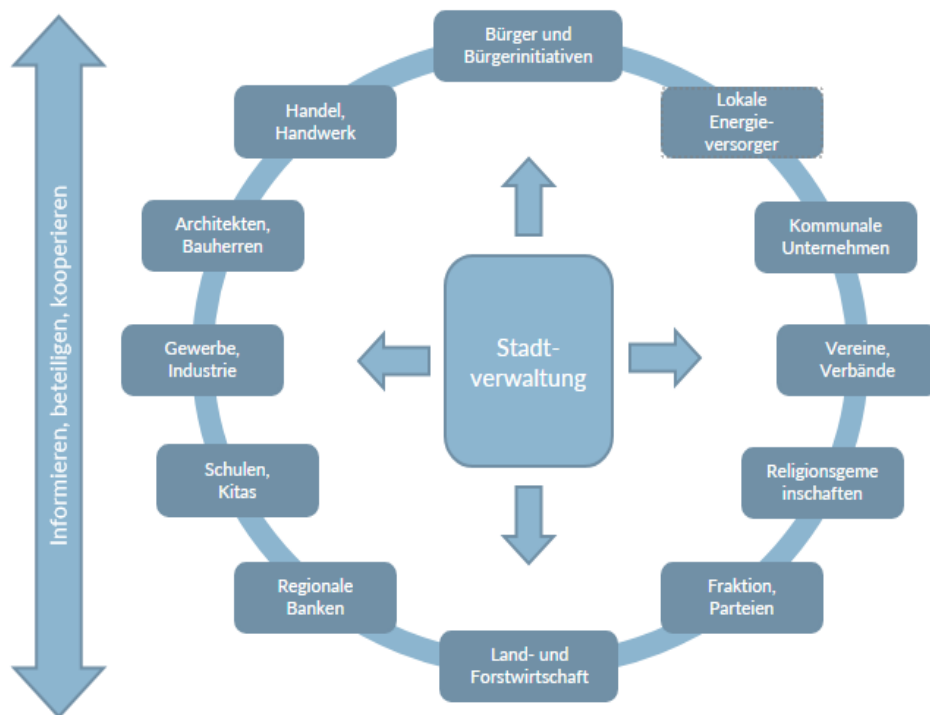 Bürger und
Bürgerinitiativen
Lokale
Energie-
versorger
Handel,
Handwerk
Architekten,
Bauherren
Kommunale
Unternehmen
Informieren, beteiligen, kooperieren
Gewerbe,
Industrie
Stadt-
verwaltung
Vereine,
Verbände
Schulen,
Kitas
Religionsgeme
inschaften
Regionale
Banken
Fraktion,
Parteien
Land- und
Forstwirtschaft